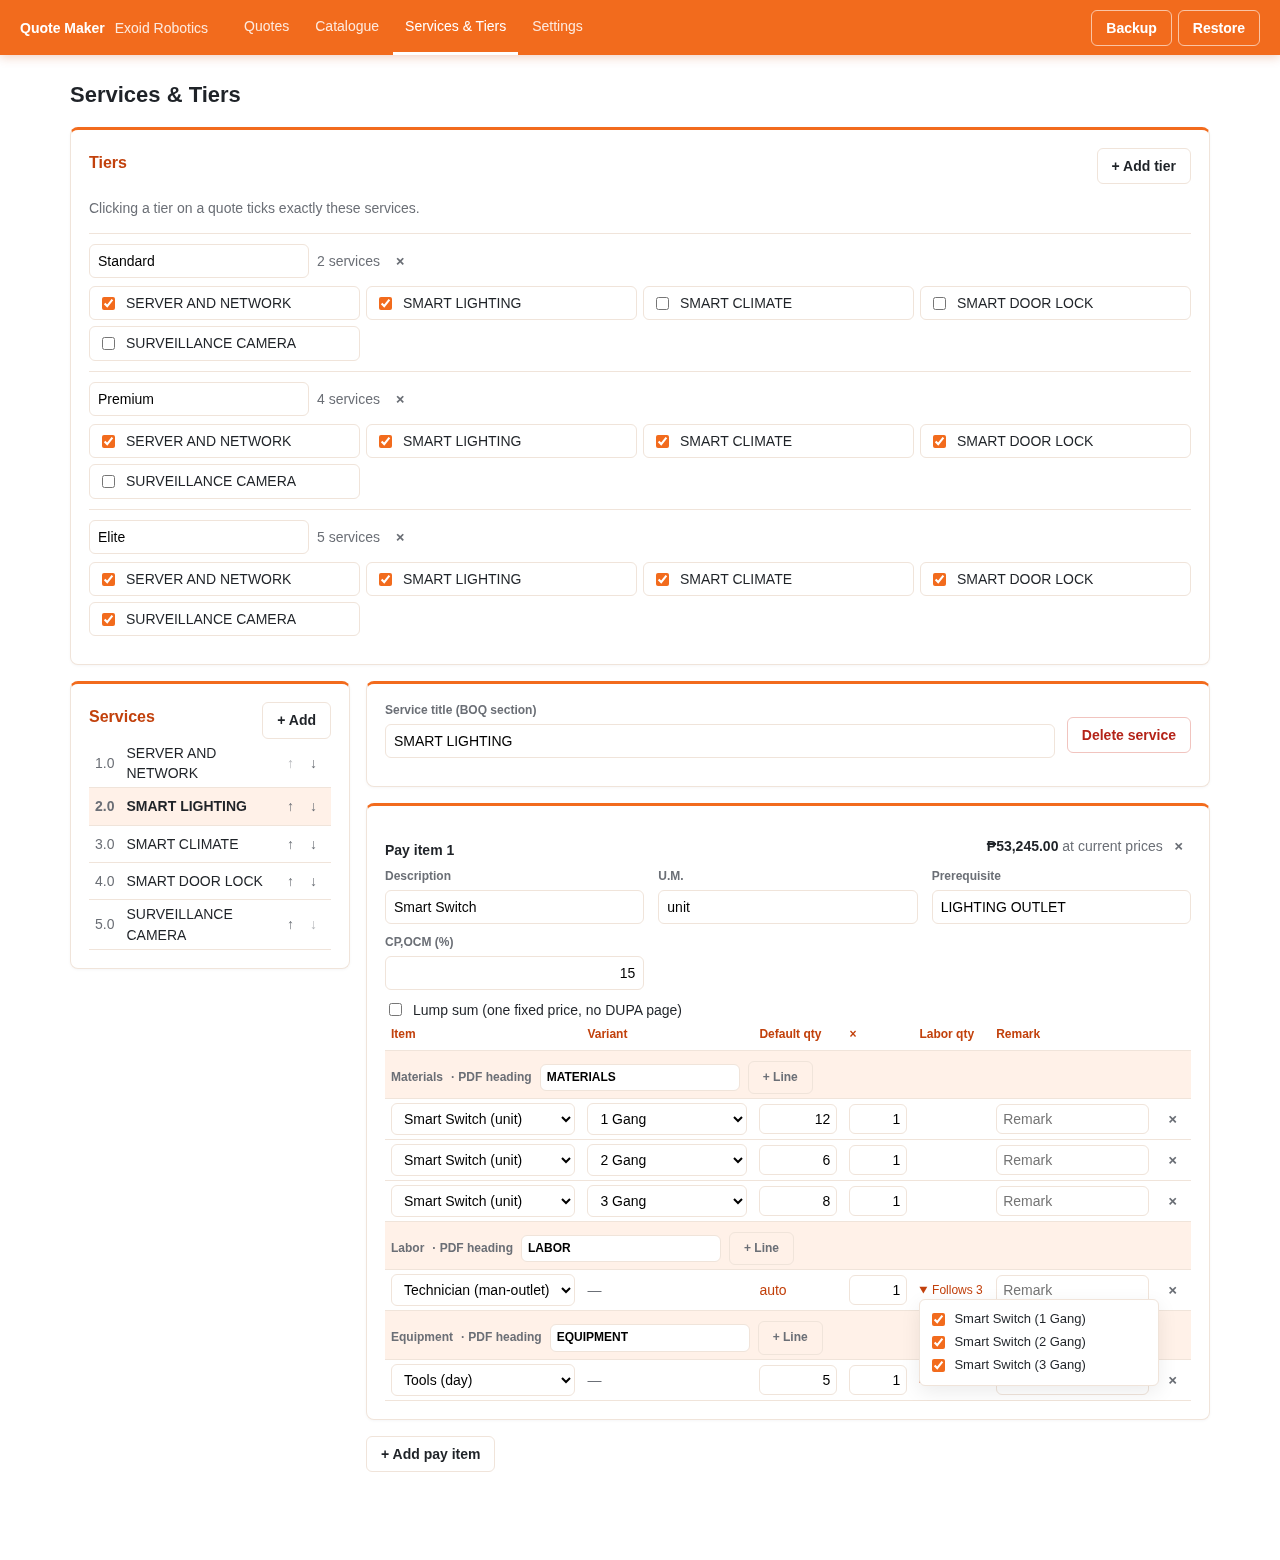 Quote Maker Exoid Robotics Quotes Catalogue Services & Tiers Settings Backup Restore
Services & Tiers
Tiers + Add tier
Clicking a tier on a quote ticks exactly these services.
Standard 2 services ×
SERVER AND NETWORK SMART LIGHTING SMART CLIMATE SMART DOOR LOCK
SURVEILLANCE CAMERA
Premium 4 services ×
SERVER AND NETWORK SMART LIGHTING SMART CLIMATE SMART DOOR LOCK
SURVEILLANCE CAMERA
Elite 5 services ×
SERVER AND NETWORK SMART LIGHTING SMART CLIMATE SMART DOOR LOCK
SURVEILLANCE CAMERA
Services + Add
1.0 SERVER AND NETWORK ↑ ↓
2.0 SMART LIGHTING ↑ ↓
3.0 SMART CLIMATE ↑ ↓
4.0 SMART DOOR LOCK ↑ ↓
5.0 SURVEILLANCE CAMERA ↑ ↓
Service title (BOQ section)
SMART LIGHTING Delete service
Pay item 1 ₱53,245.00 at current prices ×
Description U.M. Prerequisite
Smart Switch unit LIGHTING OUTLET
CP,OCM (%)
15
Lump sum (one fixed price, no DUPA page)
Item Variant Default qty × Labor qty Remark
Materials · PDF heading MATERIALS + Line
Smart Switch (unit) 1 Gang 12 1 Remark ×
Smart Switch (unit) 2 Gang 6 1 Remark ×
Smart Switch (unit) 3 Gang 8 1 Remark ×
Labor · PDF heading LABOR + Line
Technician (man-outlet) — auto 1 ▼ Follows 3 Remark ×
Smart Switch (1 Gang)
Smart Switch (2 Gang)
Smart Switch (3 Gang)
Equipment · PDF heading EQUIPMENT + Line
Tools (day) — 5 1 ×
+ Add pay item